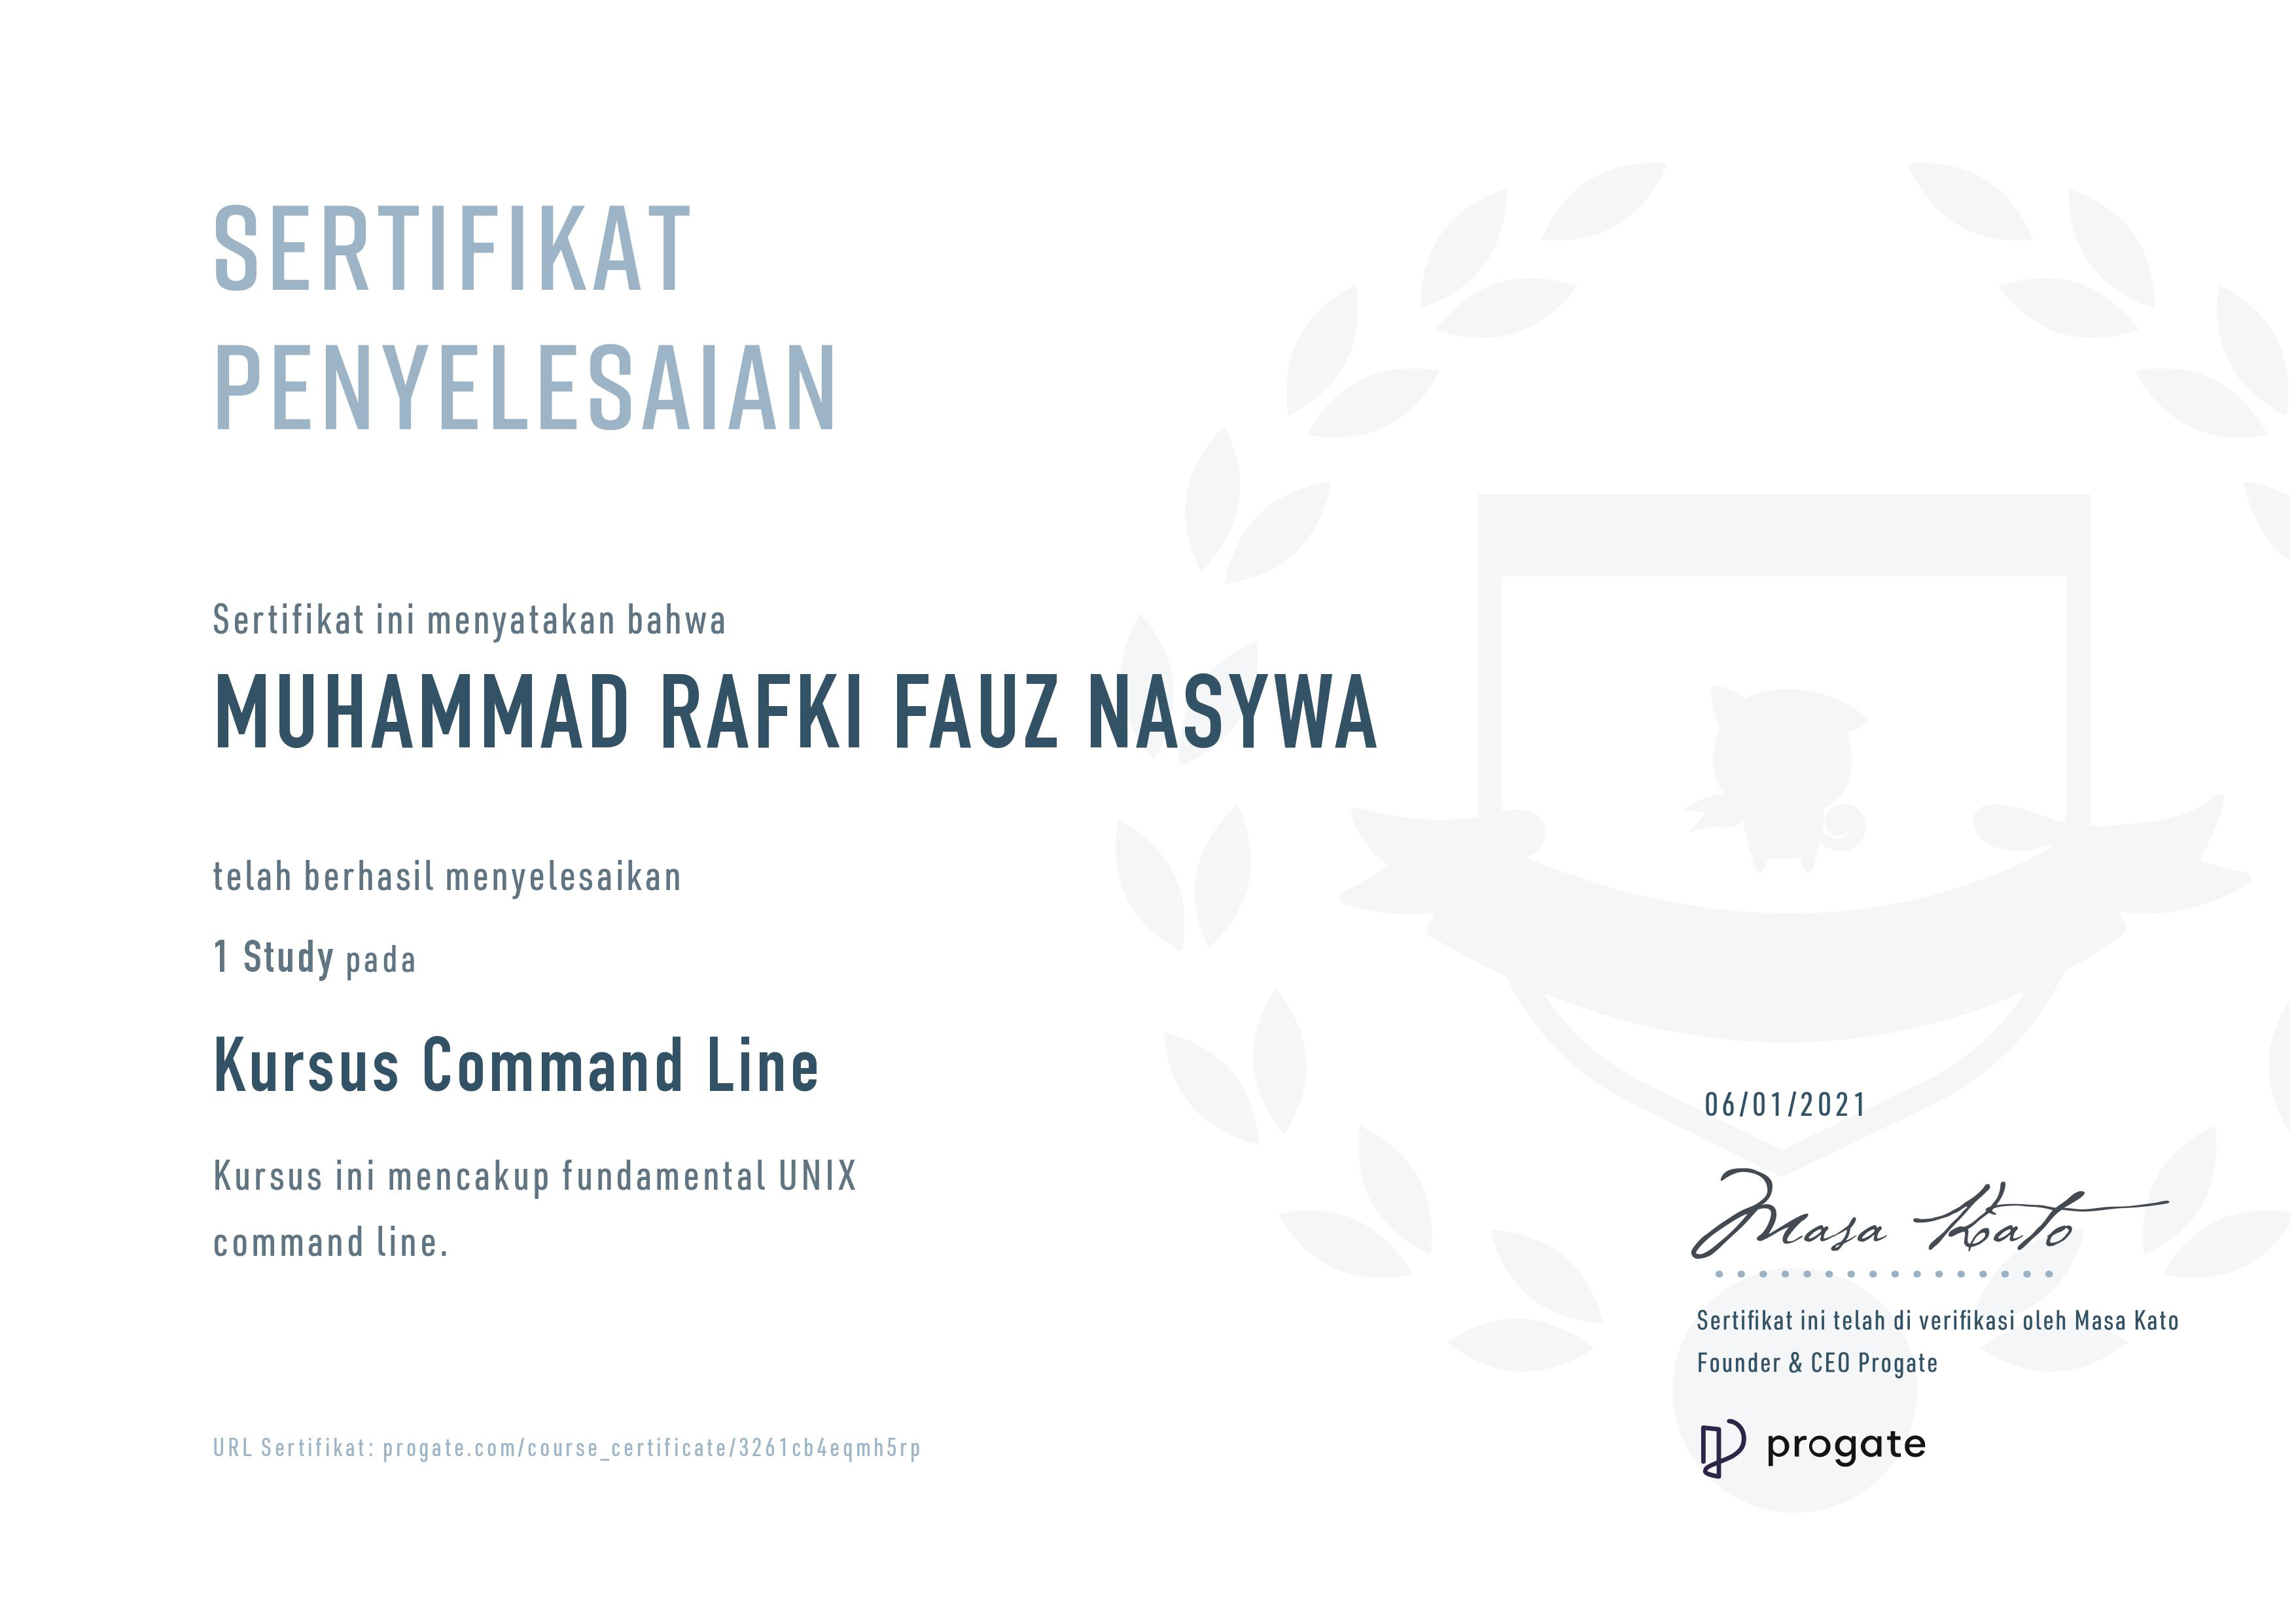 SERTIFIKAT
PENYELESAIAN
Sertifikat ini menyatakan bahwa
MUHAMMAD RAFKI FAUZ NASYWA
telah berhasil menyelesaikan
1 Study pada
Kursus Command Line
Kursus ini mencakup fundamental UNIX
command line.
06/01/2021
Masa Kato
Sertifikat ini telah di verifikasi oleh Masa Kato
Founder & CEO Progate
progate
URL Sertifikat: progate.com/course_certificate/3261cb4eqmh5rp